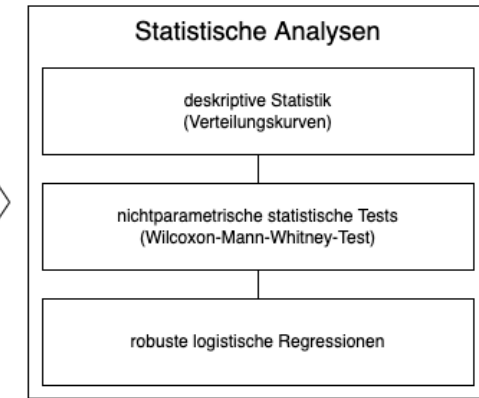 Statistische Analysen
deskriptive Statistik
(Verteilungskurven)
nichtparametrische statistische Tests
(Wilcoxon-Mann-Whitney-Test)
robuste logistische Regressionen